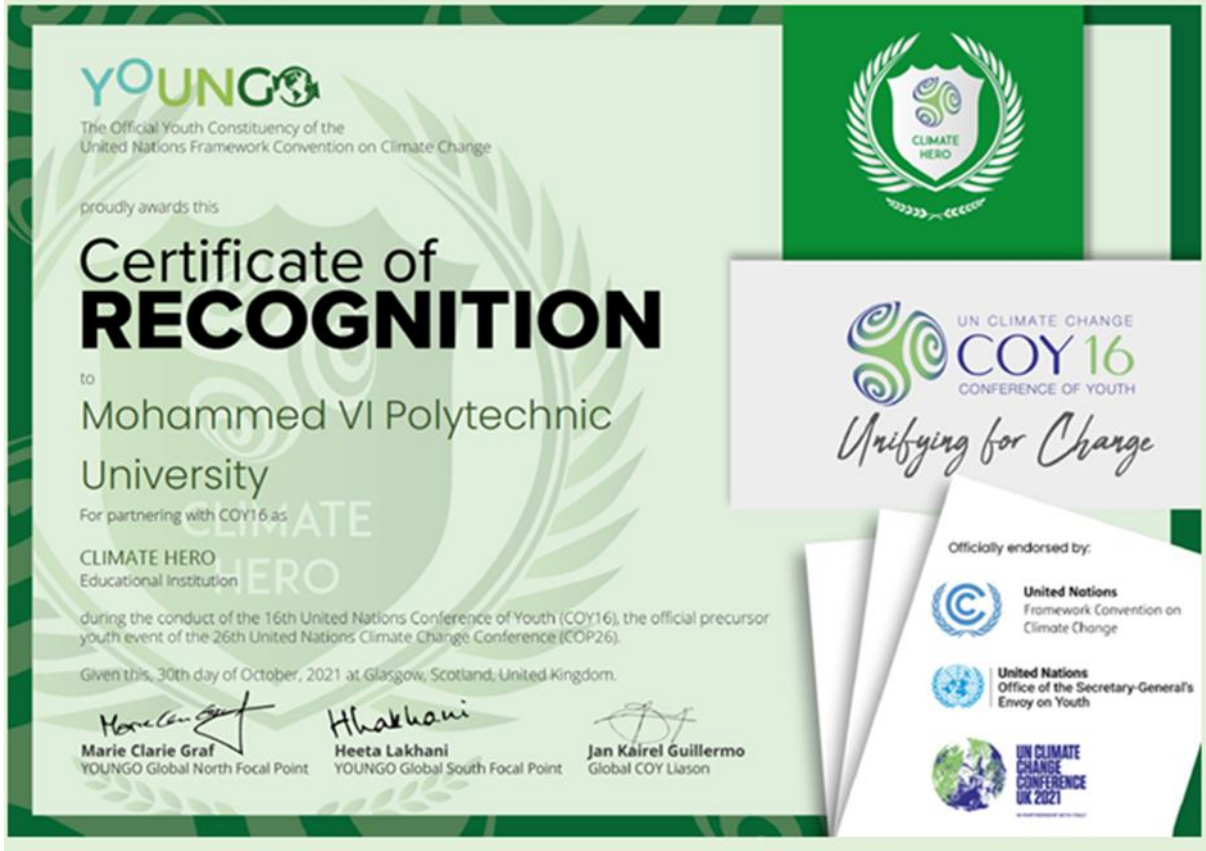 YOUNGO
The Official Youth Constituency of the
United Nations Framework Convention on Climate Change
proudly awards this
Certificate of
RECOGNITION
to
Mohammed VI Polytechnic
University
For partnering with COY16 as
CLIMATE HERO
Educational Institution
during the conduct of the 16th United Nations Conference of Youth (COY16), the official precursor
youth event of the 26th United Nations Climate Change Conference (COP26).
Given this, 30th day of October, 2021 at Glasgow, Scotland, United Kingdom.
Marie Clarie Graf
YOUNGO Global North Focal Point
Heeta Lakhani
YOUNGO Global South Focal Point
Jan Kairel Guillermo
Global COY Liason
CLIMATE
HERO
CLIMATE
HERO
UN CLIMATE CHANGE
COY 16
CONFERENCE OF YOUTH
Unifying for Change
Officially endorsed by:
United Nations
Framework Convention on
Climate Change
United Nations
Office of the Secretary-General's
Envoy on Youth
UN CLIMATE
CHANGE
CONFERENCE
UK 2021
IN PARTNERSHIP WITH ITALY